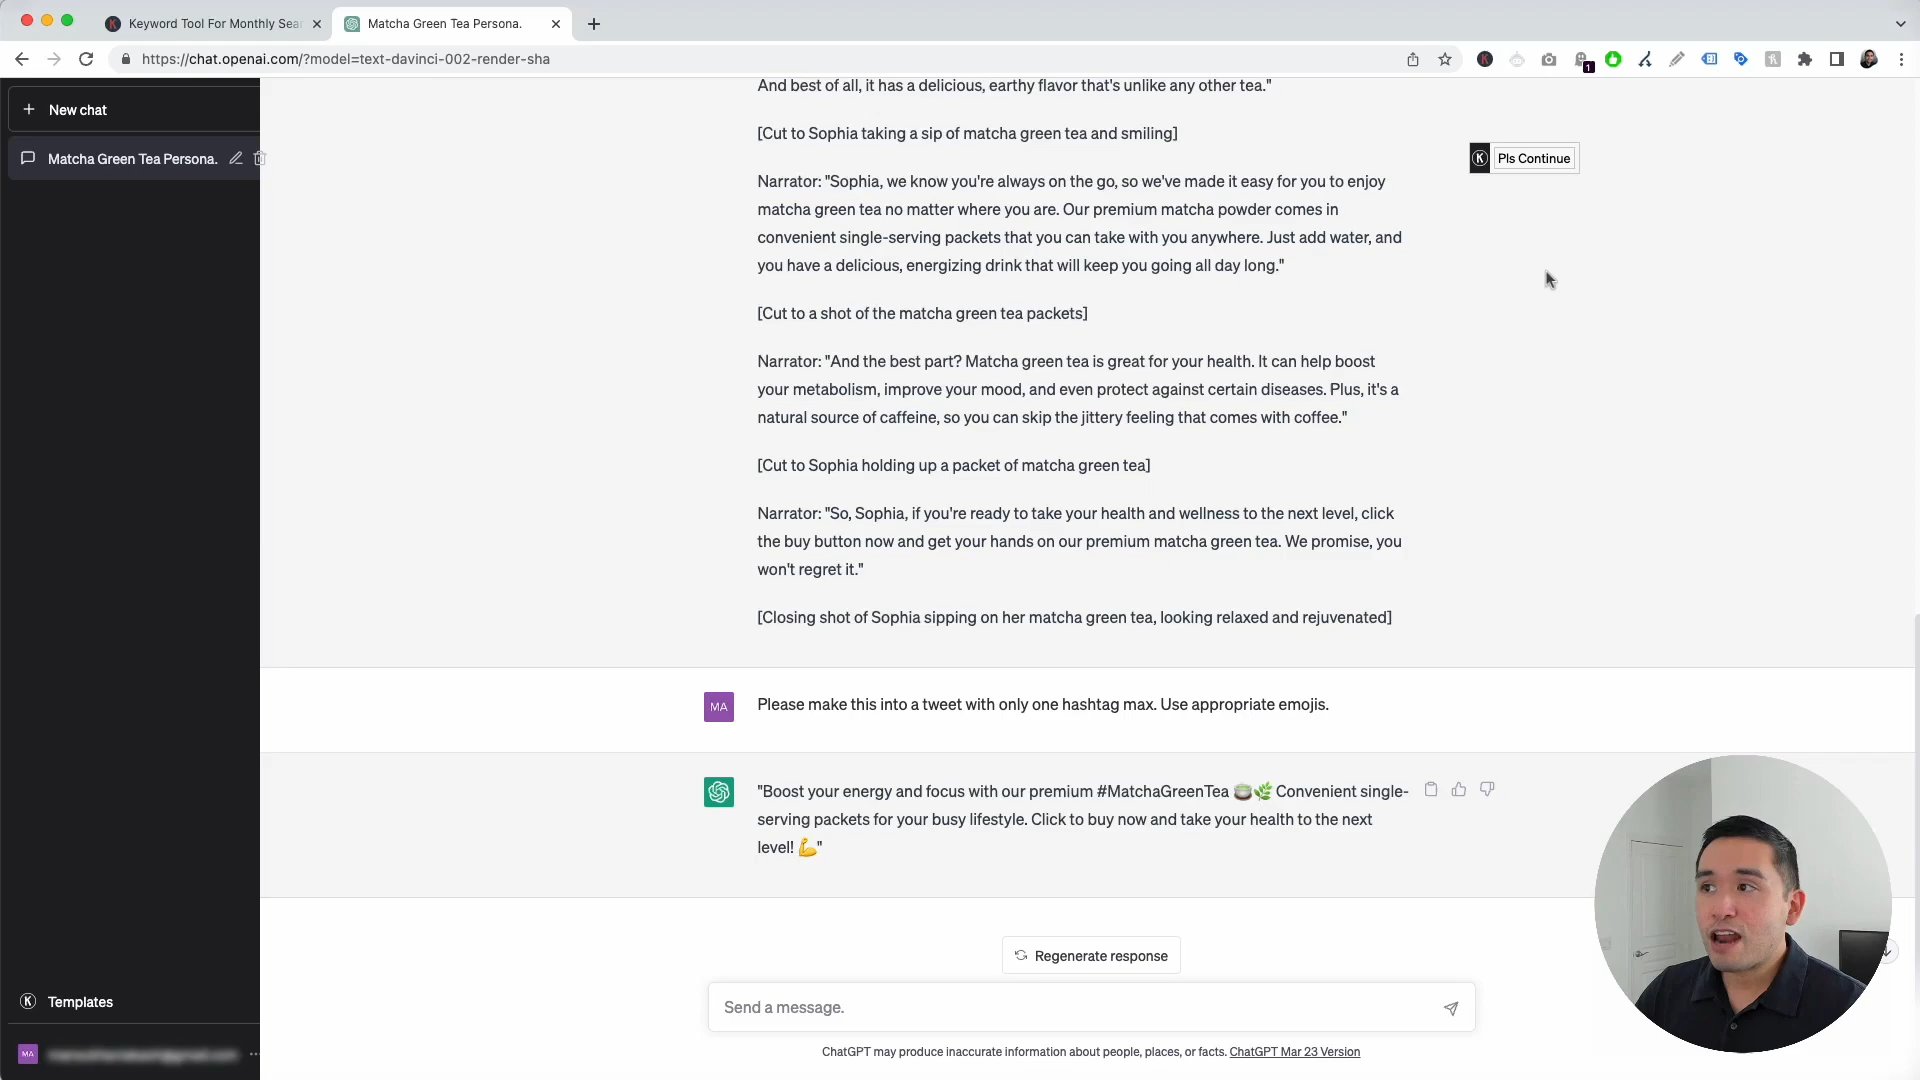 Keyword Tool For Monthly Sear
Matcha Green Tea Persona.
https://chat.openai.com/?model=text-davinci-002-render-sha
1
New chat
Matcha Green Tea Persona.
And best of all, it has a delicious, earthy flavor that's unlike any other tea."
[Cut to Sophia taking a sip of matcha green tea and smiling]
K Pls Continue
Narrator: "Sophia, we know you're always on the go, so we've made it easy for you to enjoy
matcha green tea no matter where you are. Our premium matcha powder comes in
convenient single-serving packets that you can take with you anywhere. Just add water, and
you have a delicious, energizing drink that will keep you going all day long."
[Cut to a shot of the matcha green tea packets]
Narrator: "And the best part? Matcha green tea is great for your health. It can help boost
your metabolism, improve your mood, and even protect against certain diseases. Plus, it's a
natural source of caffeine, so you can skip the jittery feeling that comes with coffee."
[Cut to Sophia holding up a packet of matcha green tea]
Narrator: "So, Sophia, if you're ready to take your health and wellness to the next level, click
the buy button now and get your hands on our premium matcha green tea. We promise, you
won't regret it."
[Closing shot of Sophia sipping on her matcha green tea, looking relaxed and rejuvenated]
MA
Please make this into a tweet with only one hashtag max. Use appropriate emojis.
"Boost your energy and focus with our premium #MatchaGreenTea 🍵🌿 Convenient single-
serving packets for your busy lifestyle. Click to buy now and take your health to the next
level! 💪"
Regenerate response
Send a message.
ChatGPT may produce inaccurate information about people, places, or facts. ChatGPT Mar 23 Version
K Templates
MA